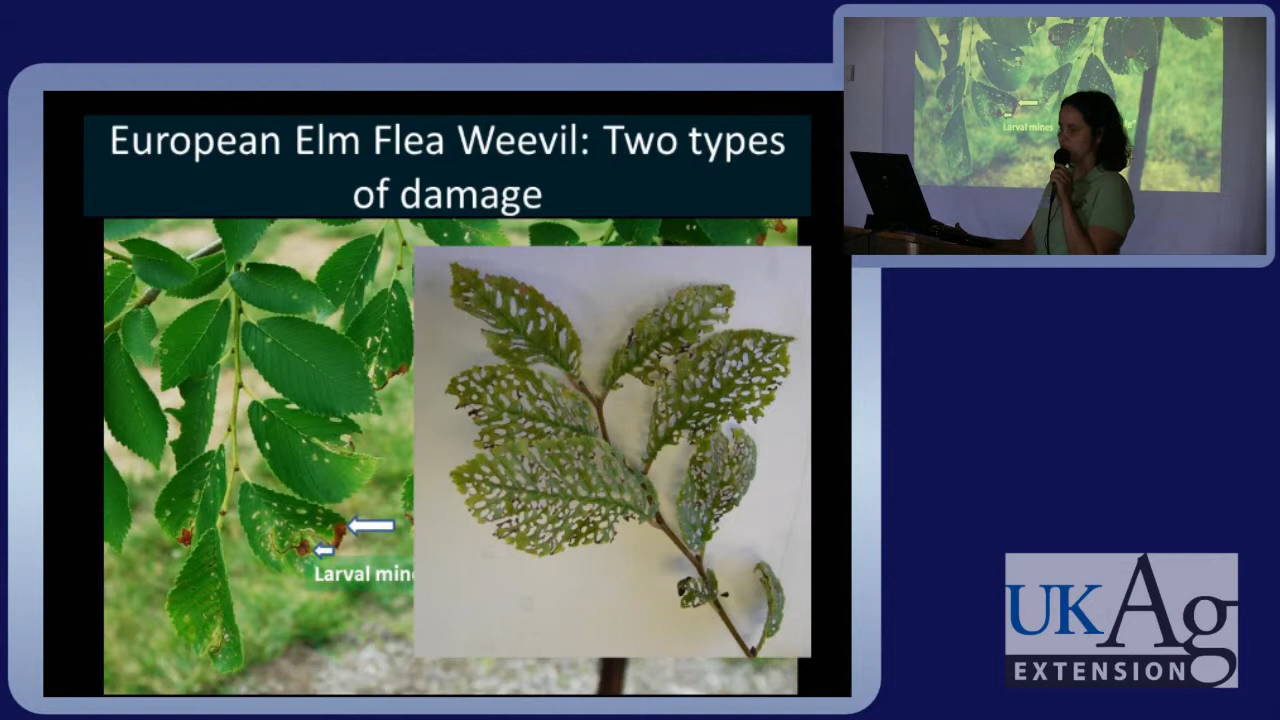 European Elm Flea Weevil: Two types
of damage
Larval mines
Larval min
UK Ag
EXTENSION